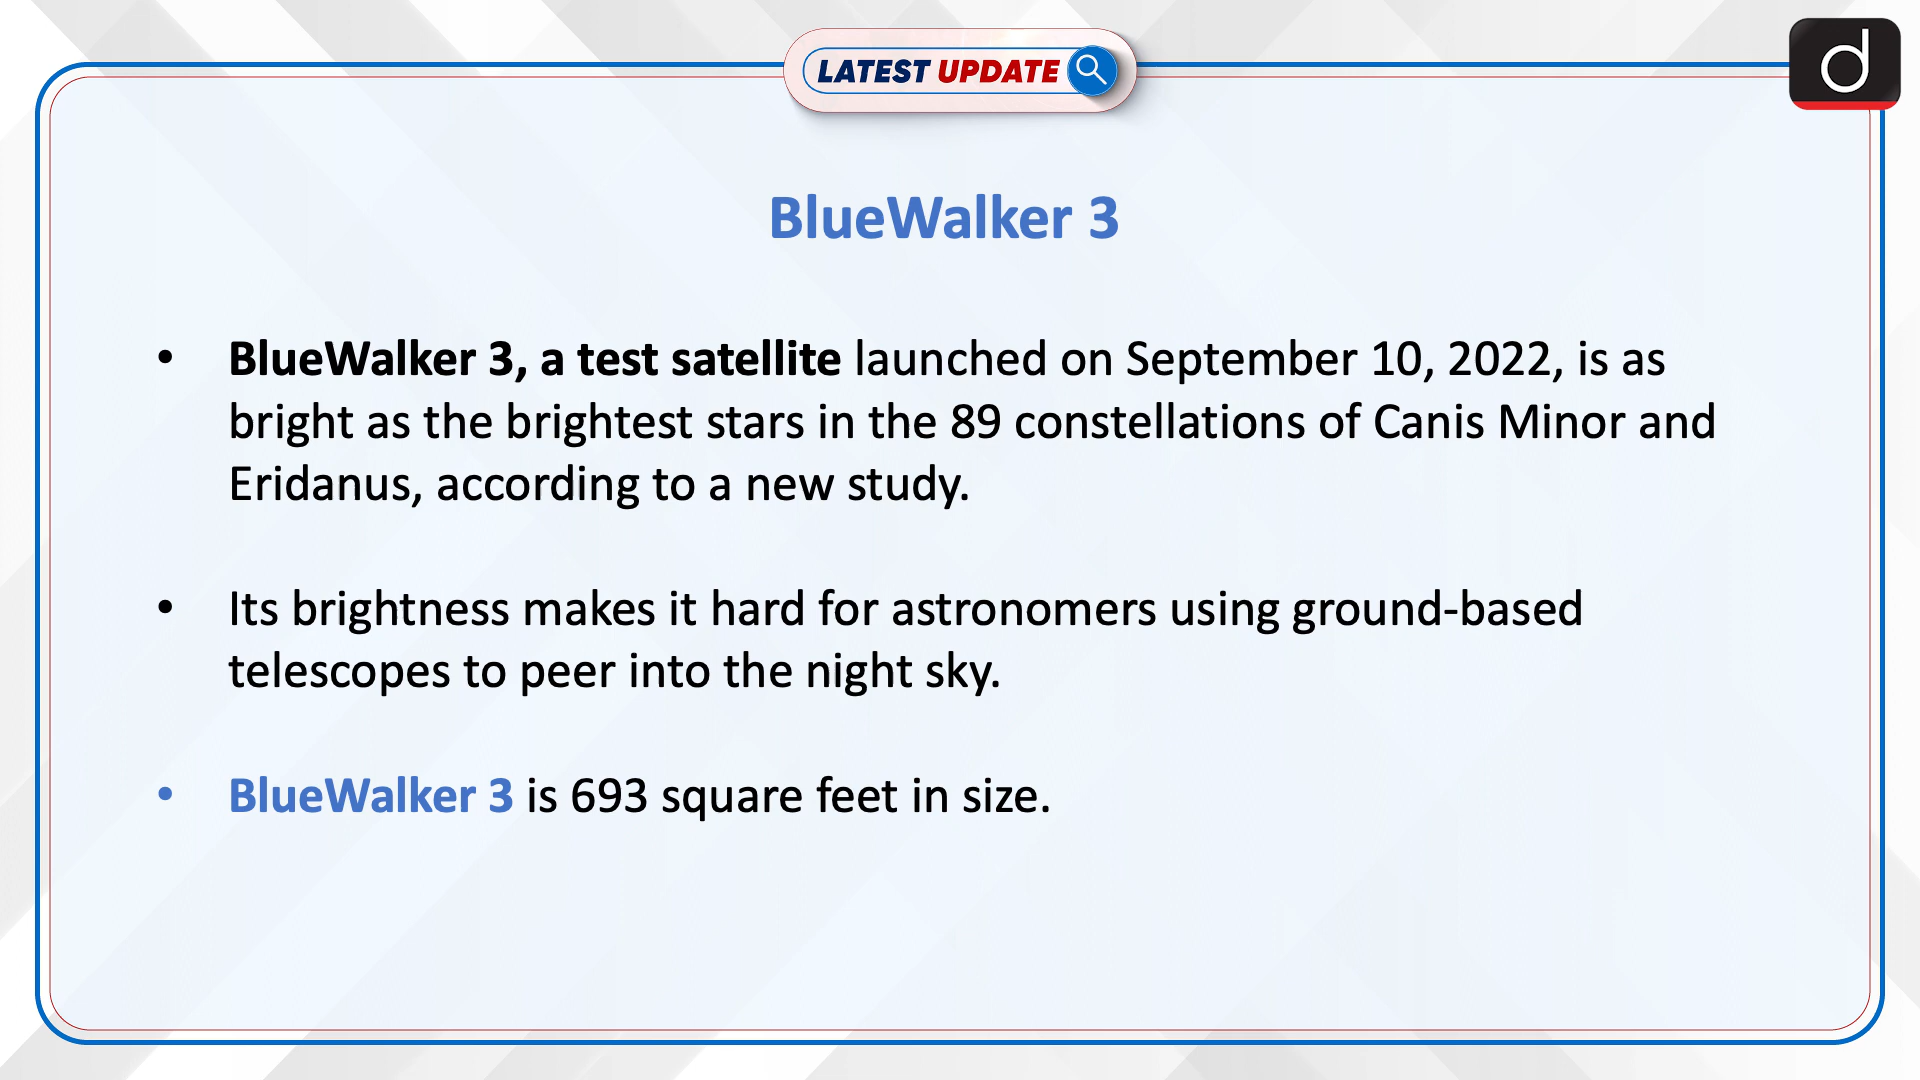 LATEST UPDATE
d
BlueWalker 3
• BlueWalker 3, a test satellite launched on September 10, 2022, is as
bright as the brightest stars in the 89 constellations of Canis Minor and
Eridanus, according to a new study.
• Its brightness makes it hard for astronomers using ground-based
telescopes to peer into the night sky.
• BlueWalker 3 is 693 square feet in size.